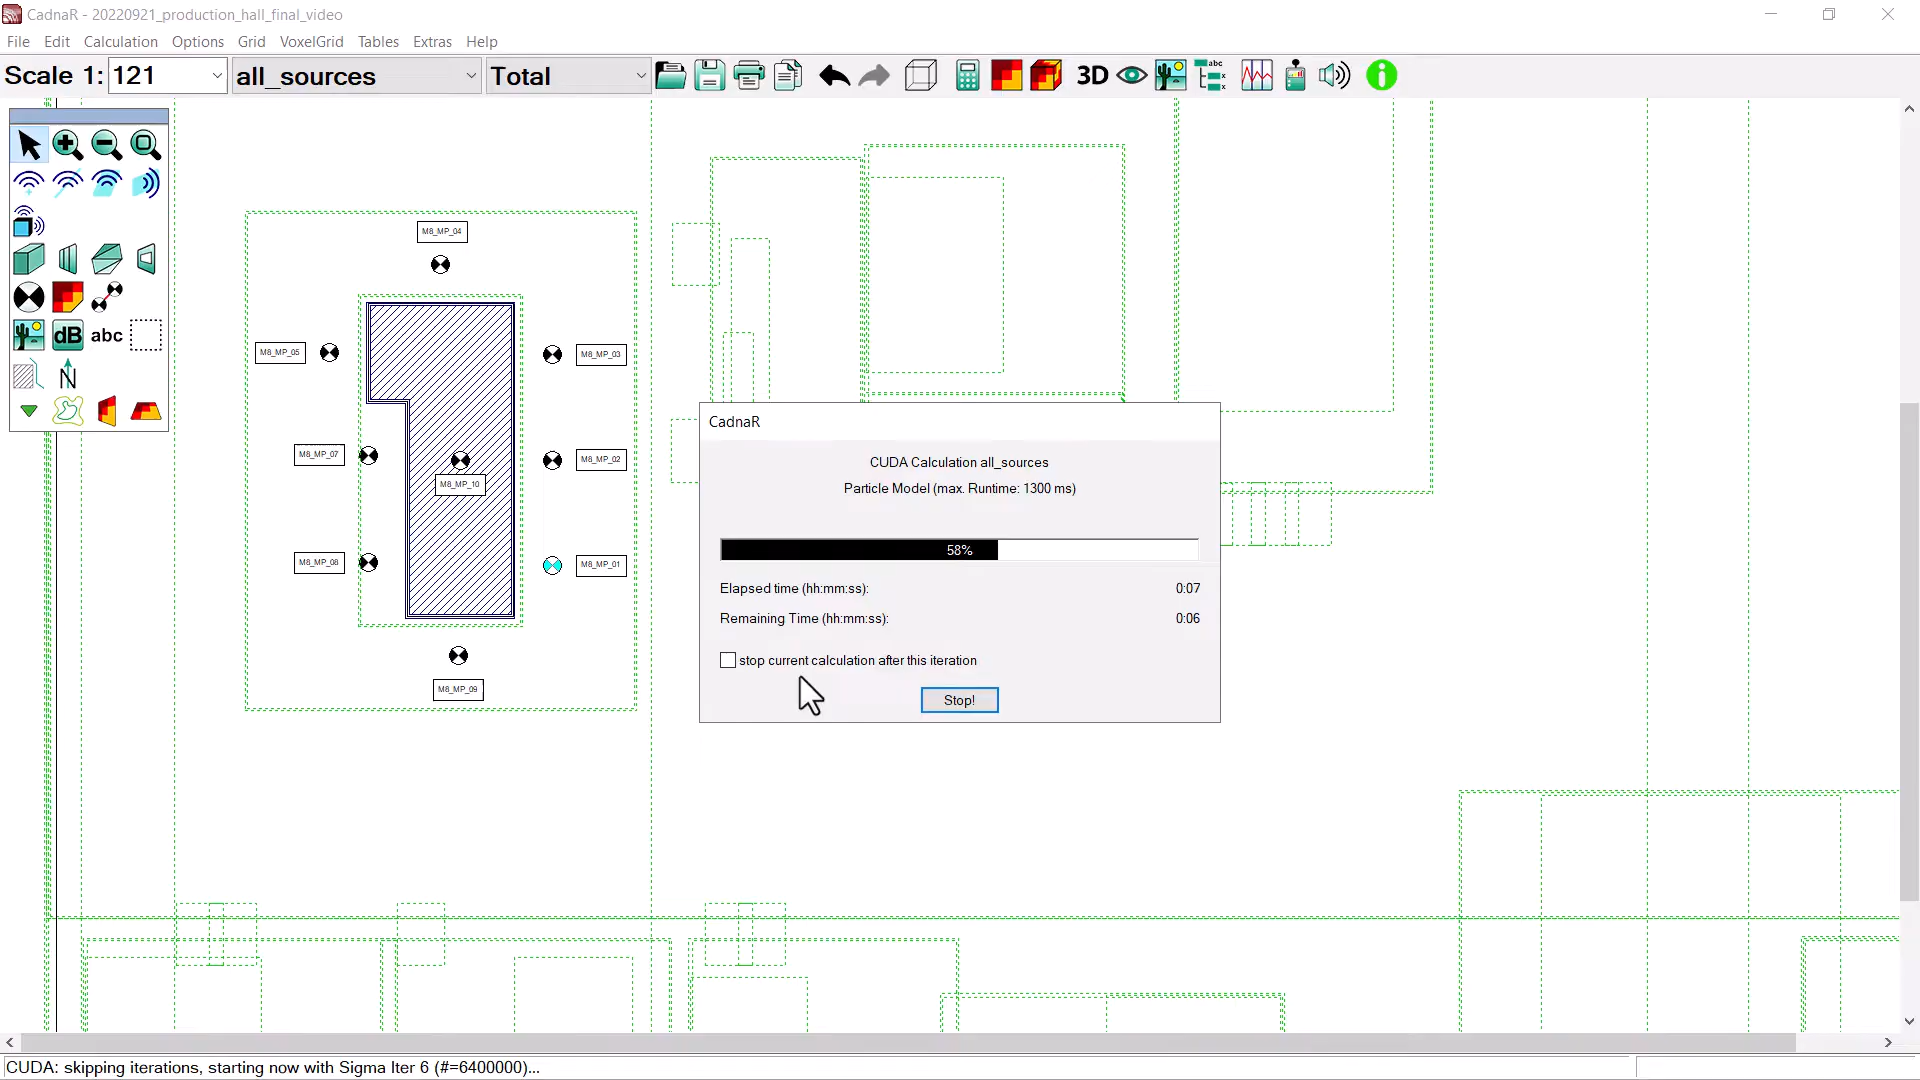 CadnaR - 20220921_production_hall_final_video
File Edit Calculation Options Grid VoxelGrid Tables Extras Help
Scale 1: 121 all_sources Total 3D abc
dB abc
N
M8_MP_04
M8_MP_05 M8_MP_03
M8_MP_07 M8_MP_02
M8_MP_10
M8_MP_08 M8_MP_01
M8_MP_09
CadnaR
CUDA Calculation all_sources
Particle Model (max. Runtime: 1300 ms)
58%
Elapsed time (hh:mm:ss): 0:07
Remaining Time (hh:mm:ss): 0:06
stop current calculation after this iteration
Stop!
CUDA: skipping iterations, starting now with Sigma Iter 6 (#=6400000)...